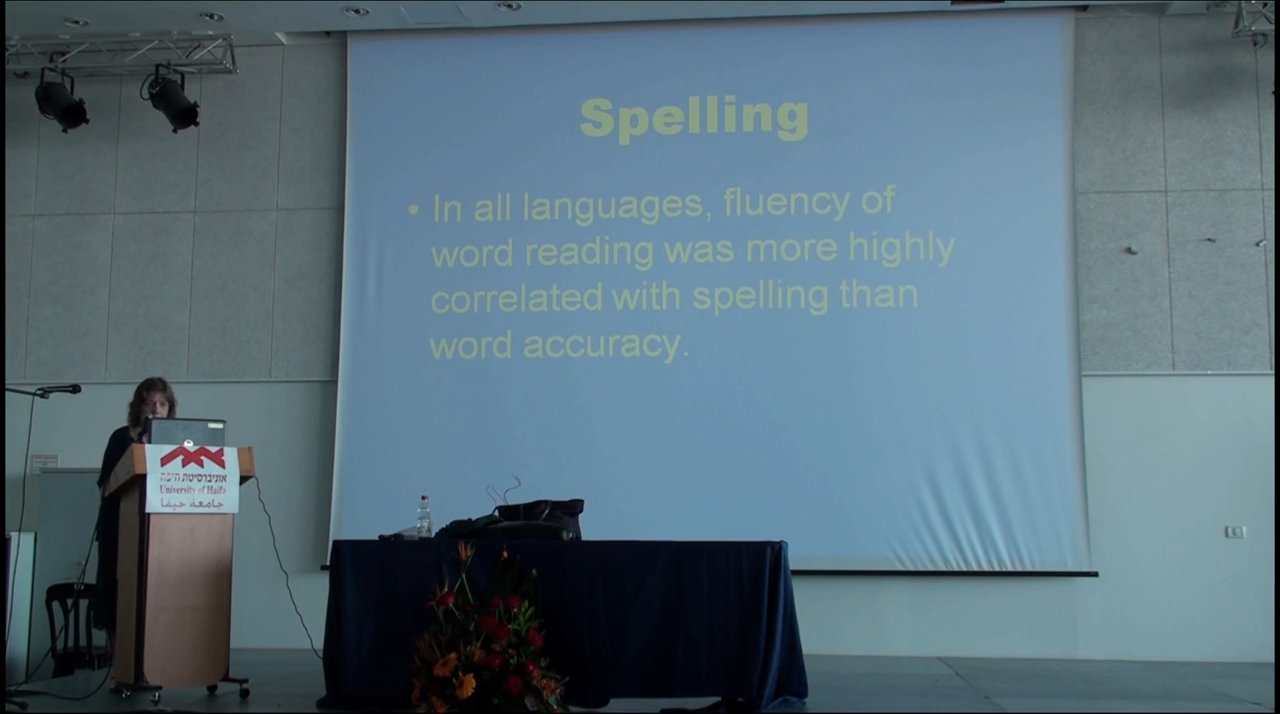 Spelling
• In all languages, fluency of
word reading was more highly
correlated with spelling than
word accuracy.
אוניברסיטת חיפה
University of Haifa
جامعة حيفا